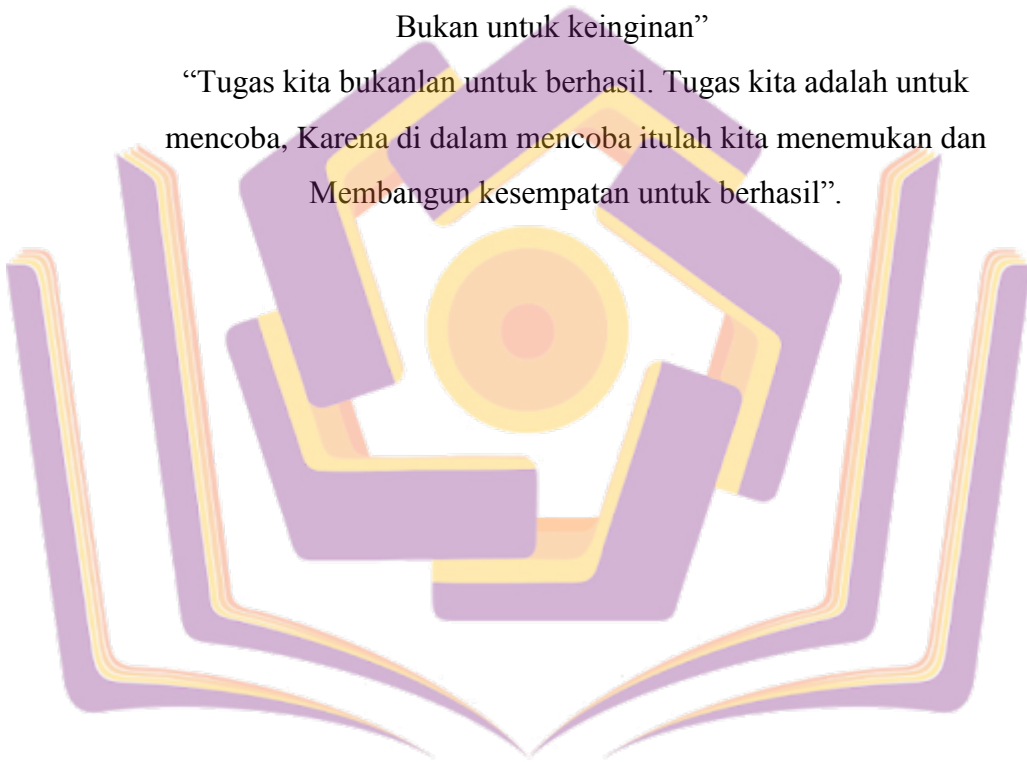 Bukan untuk keinginan”
“Tugas kita bukanlan untuk berhasil. Tugas kita adalah untuk
mencoba, Karena di dalam mencoba itulah kita menemukan dan
Membangun kesempatan untuk berhasil”.